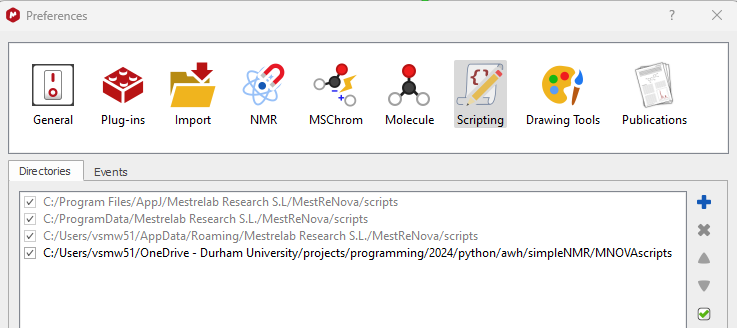 Preferences
?
General
Plug-ins
Import
NMR
MSChrom
Molecule
Scripting
Drawing Tools
Publications
Directories
Events
C:/Program Files/AppJ/Mestrelab Research S.L/MestReNova/scripts
C:/ProgramData/Mestrelab Research S.L./MestReNova/scripts
C:/Users/vsmw51/AppData/Roaming/Mestrelab Research S.L./MestReNova/scripts
C:/Users/vsmw51/OneDrive - Durham University/projects/programming/2024/python/awh/simpleNMR/MNOVAscripts